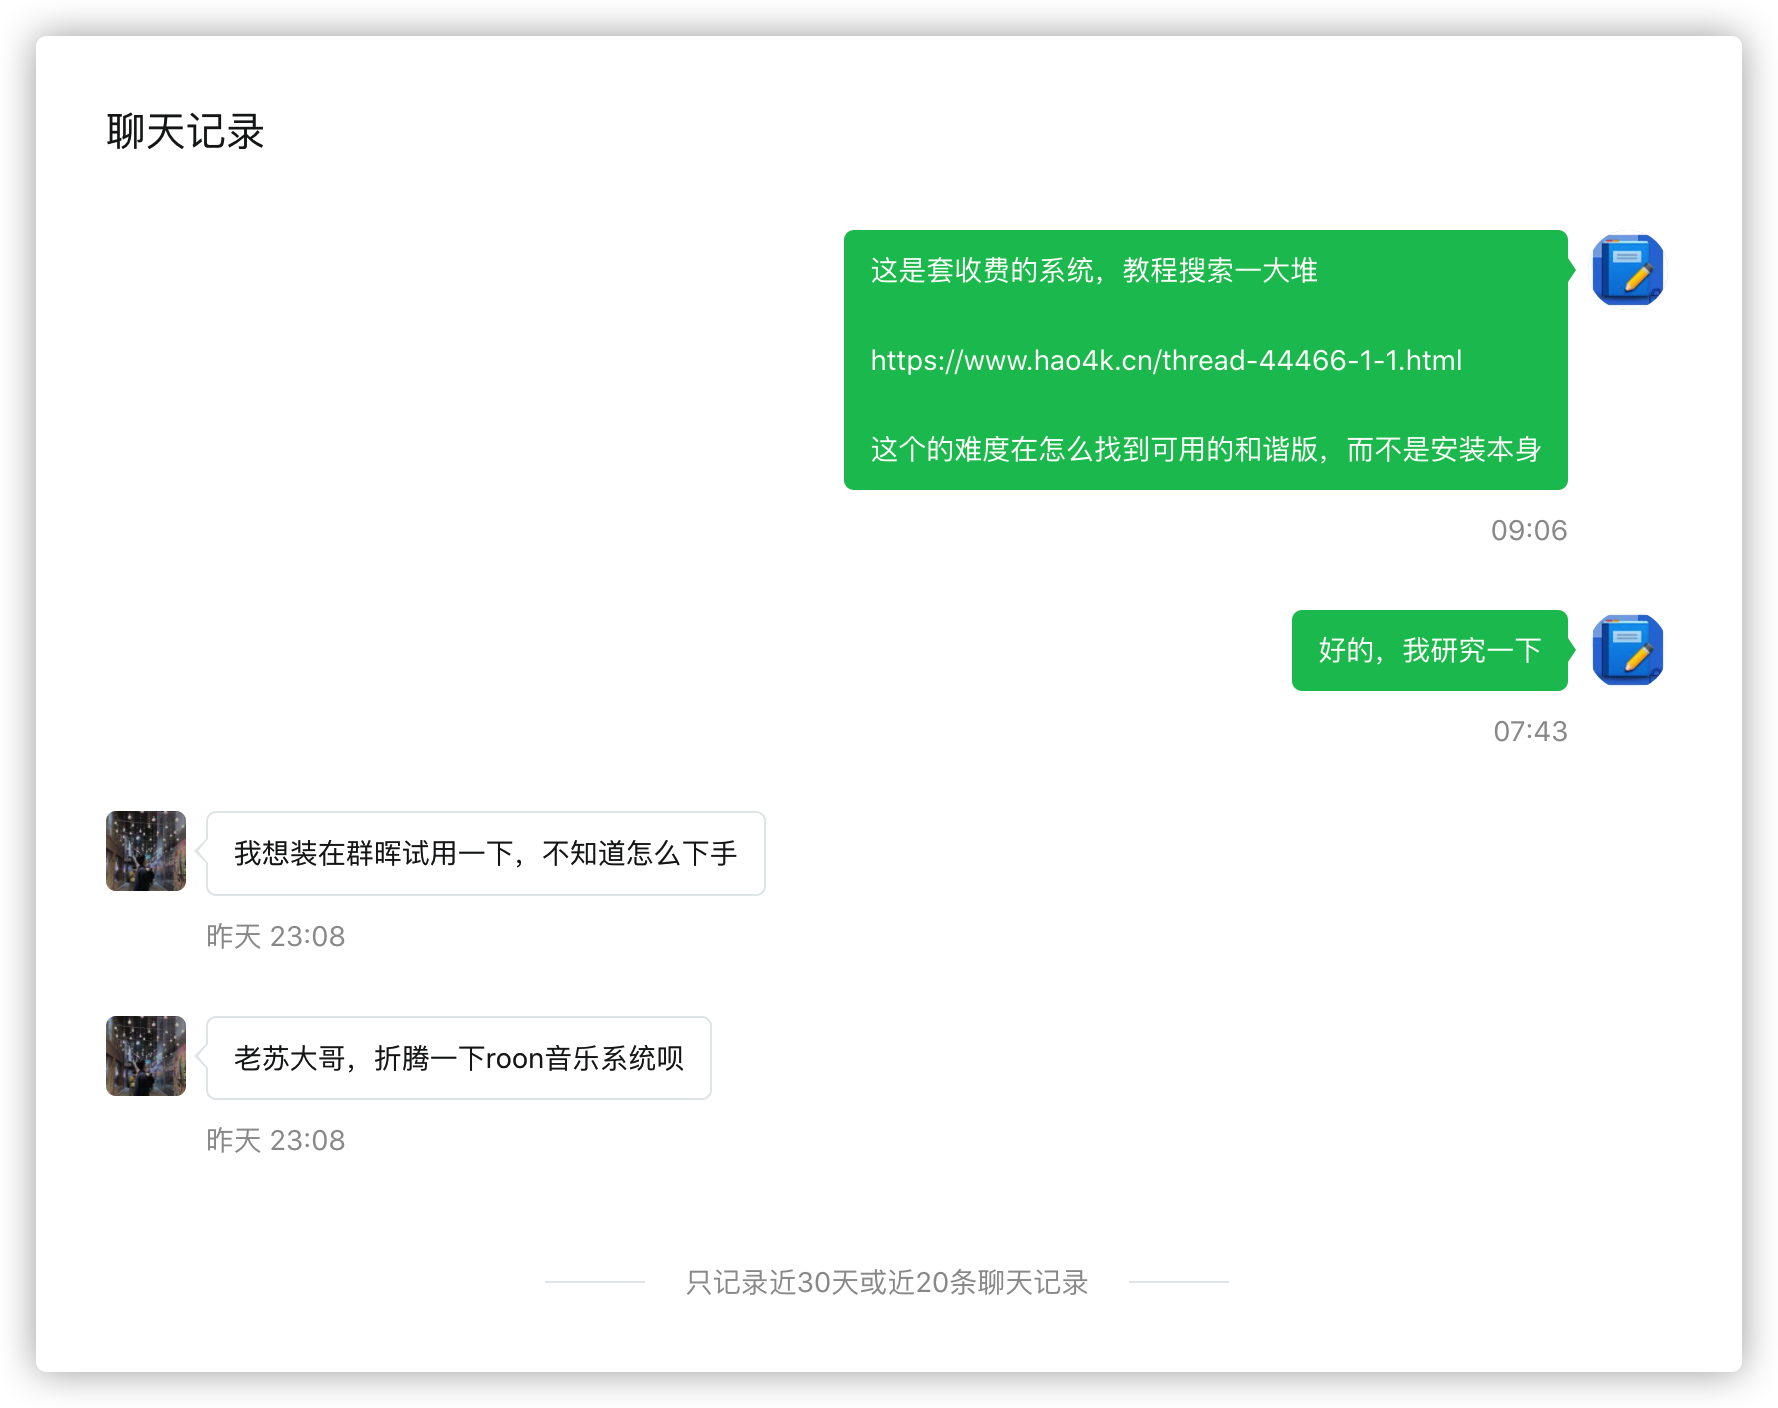 聊天记录
这是套收费的系统，教程搜索一大堆
https://www.hao4k.cn/thread-44466-1-1.html
这个的难度在怎么找到可用的和谐版，而不是安装本身
09:06
好的，我研究一下
07:43
我想装在群晖试用一下，不知道怎么下手
昨天 23:08
老苏大哥，折腾一下roon音乐系统呗
昨天 23:08
只记录近30天或近20条聊天记录